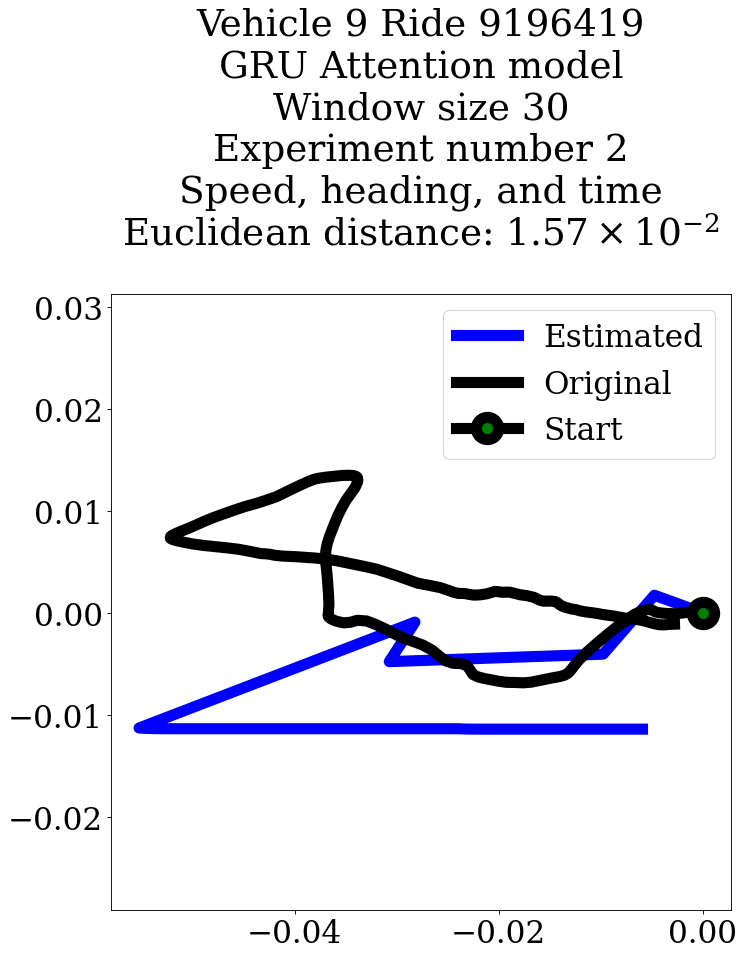 Vehicle 9 Ride 9196419
GRU Attention model
Window size 30
Experiment number 2
Speed, heading, and time
Euclidean distance: 1.57 × 10⁻²
0.03
0.02
0.01
0.00
−0.01
−0.02
Estimated
Original
Start
−0.04
−0.02
0.00